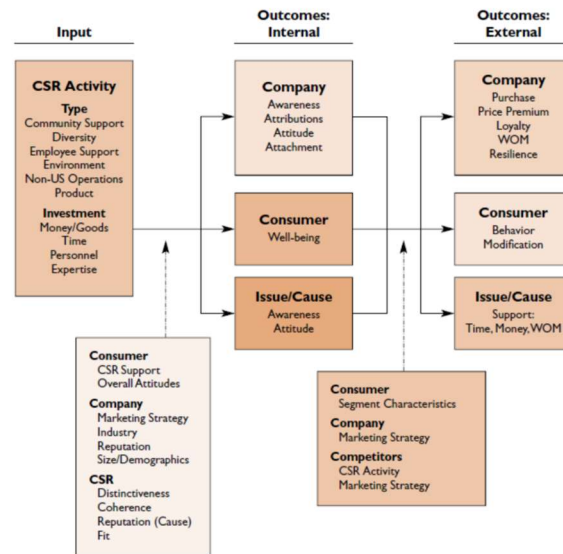 Input
Outcomes:
Internal
Outcomes:
External
CSR Activity
Type
Community Support
Diversity
Employee Support
Environment
Non-US Operations
Product
Investment
Money/Goods
Time
Personnel
Expertise
Company
Awareness
Attributions
Attitude
Attachment
Consumer
Well-being
Issue/Cause
Awareness
Attitude
Company
Purchase
Price Premium
Loyalty
WOM
Resilience
Consumer
Behavior
Modification
Issue/Cause
Support:
Time, Money, WOM
Consumer
CSR Support
Overall Attitudes
Company
Marketing Strategy
Industry
Reputation
Size/Demographics
CSR
Distinctiveness
Coherence
Reputation (Cause)
Fit
Consumer
Segment Characteristics
Company
Marketing Strategy
Competitors
CSR Activity
Marketing Strategy